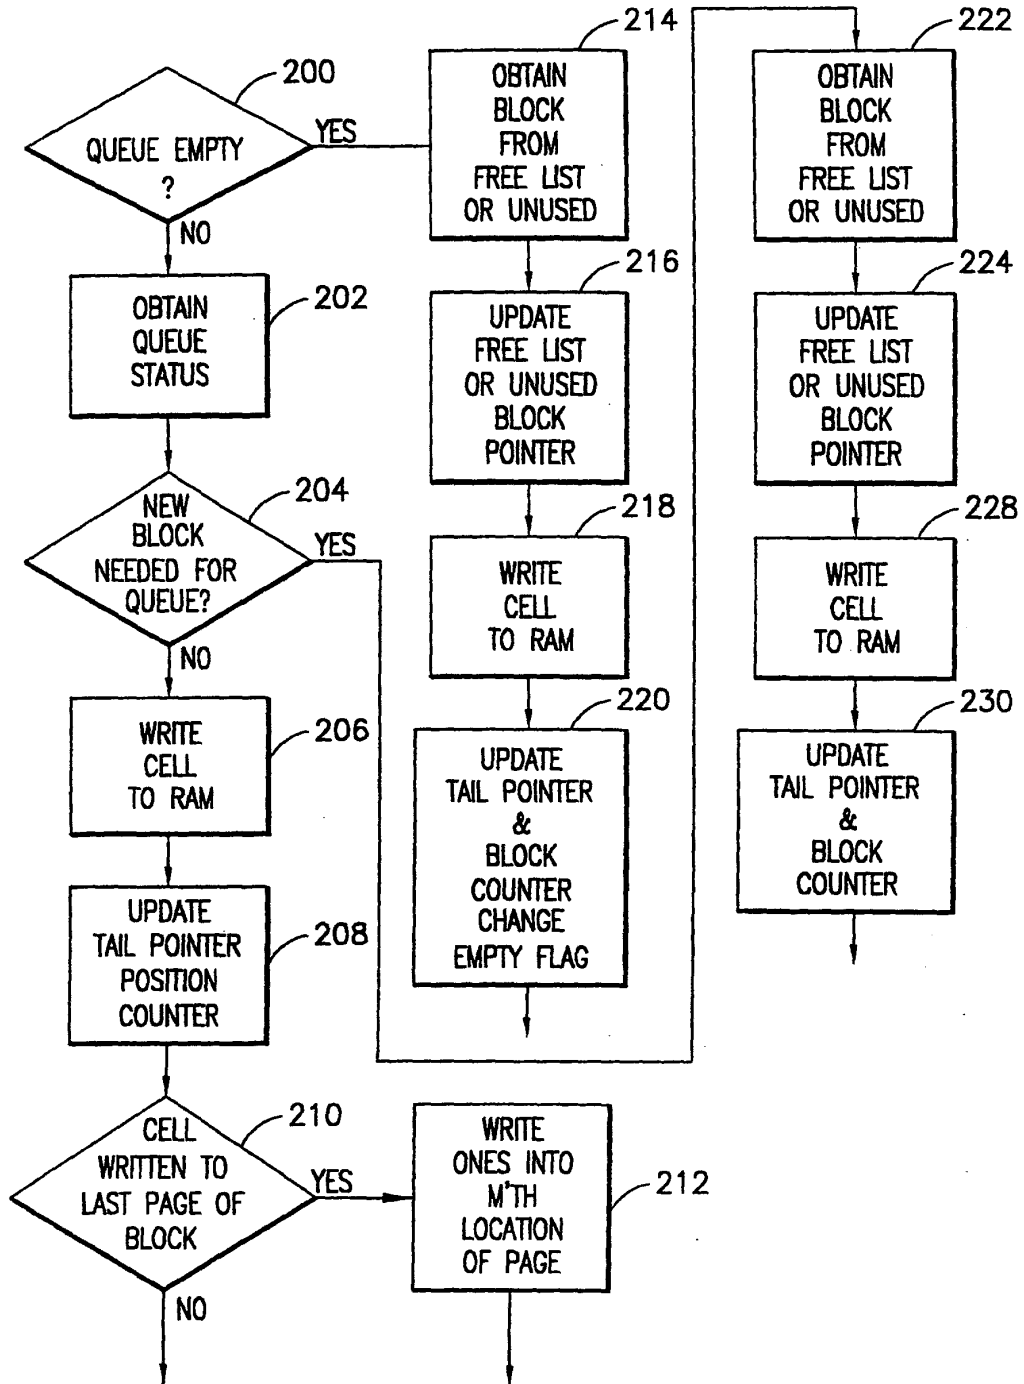 200
QUEUE EMPTY
?
YES
NO
202
OBTAIN
QUEUE
STATUS
204
NEW
BLOCK
NEEDED FOR
QUEUE?
YES
NO
206
WRITE
CELL
TO RAM
208
UPDATE
TAIL POINTER
POSITION
COUNTER
210
CELL
WRITTEN TO
LAST PAGE OF
BLOCK
YES
NO
212
WRITE
ONES INTO
M'TH
LOCATION
OF PAGE
214
OBTAIN
BLOCK
FROM
FREE LIST
OR UNUSED
216
UPDATE
FREE LIST
OR UNUSED
BLOCK
POINTER
218
WRITE
CELL
TO RAM
220
UPDATE
TAIL POINTER
&
BLOCK
COUNTER
CHANGE
EMPTY FLAG
222
OBTAIN
BLOCK
FROM
FREE LIST
OR UNUSED
224
UPDATE
FREE LIST
OR UNUSED
BLOCK
POINTER
228
WRITE
CELL
TO RAM
230
UPDATE
TAIL POINTER
&
BLOCK
COUNTER